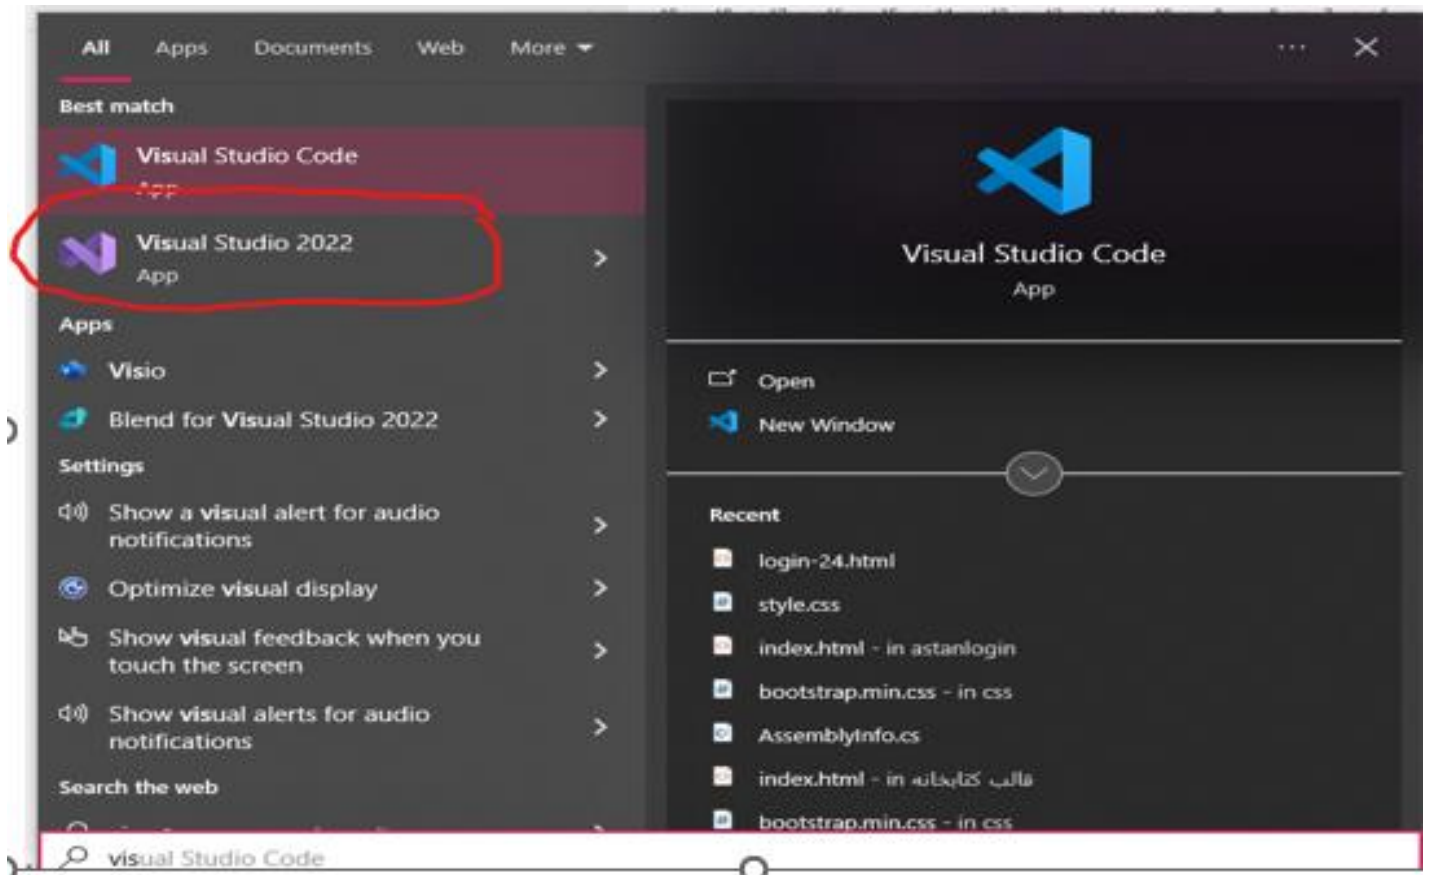 All Apps Documents Web More
Best match
Visual Studio Code
App
Visual Studio 2022
App
Apps
Visio
Blend for Visual Studio 2022
Settings
Show a visual alert for audio
notifications
Optimize visual display
Show visual feedback when you
touch the screen
Show visual alerts for audio
notifications
Search the web
visual Studio Code
Visual Studio Code
App
Open
New Window
Recent
login-24.html
style.css
index.html - in astanlogin
bootstrap.min.css - in css
AssemblyInfo.cs
index.html - in قالب کتابخانه
bootstrap.min.css - in css